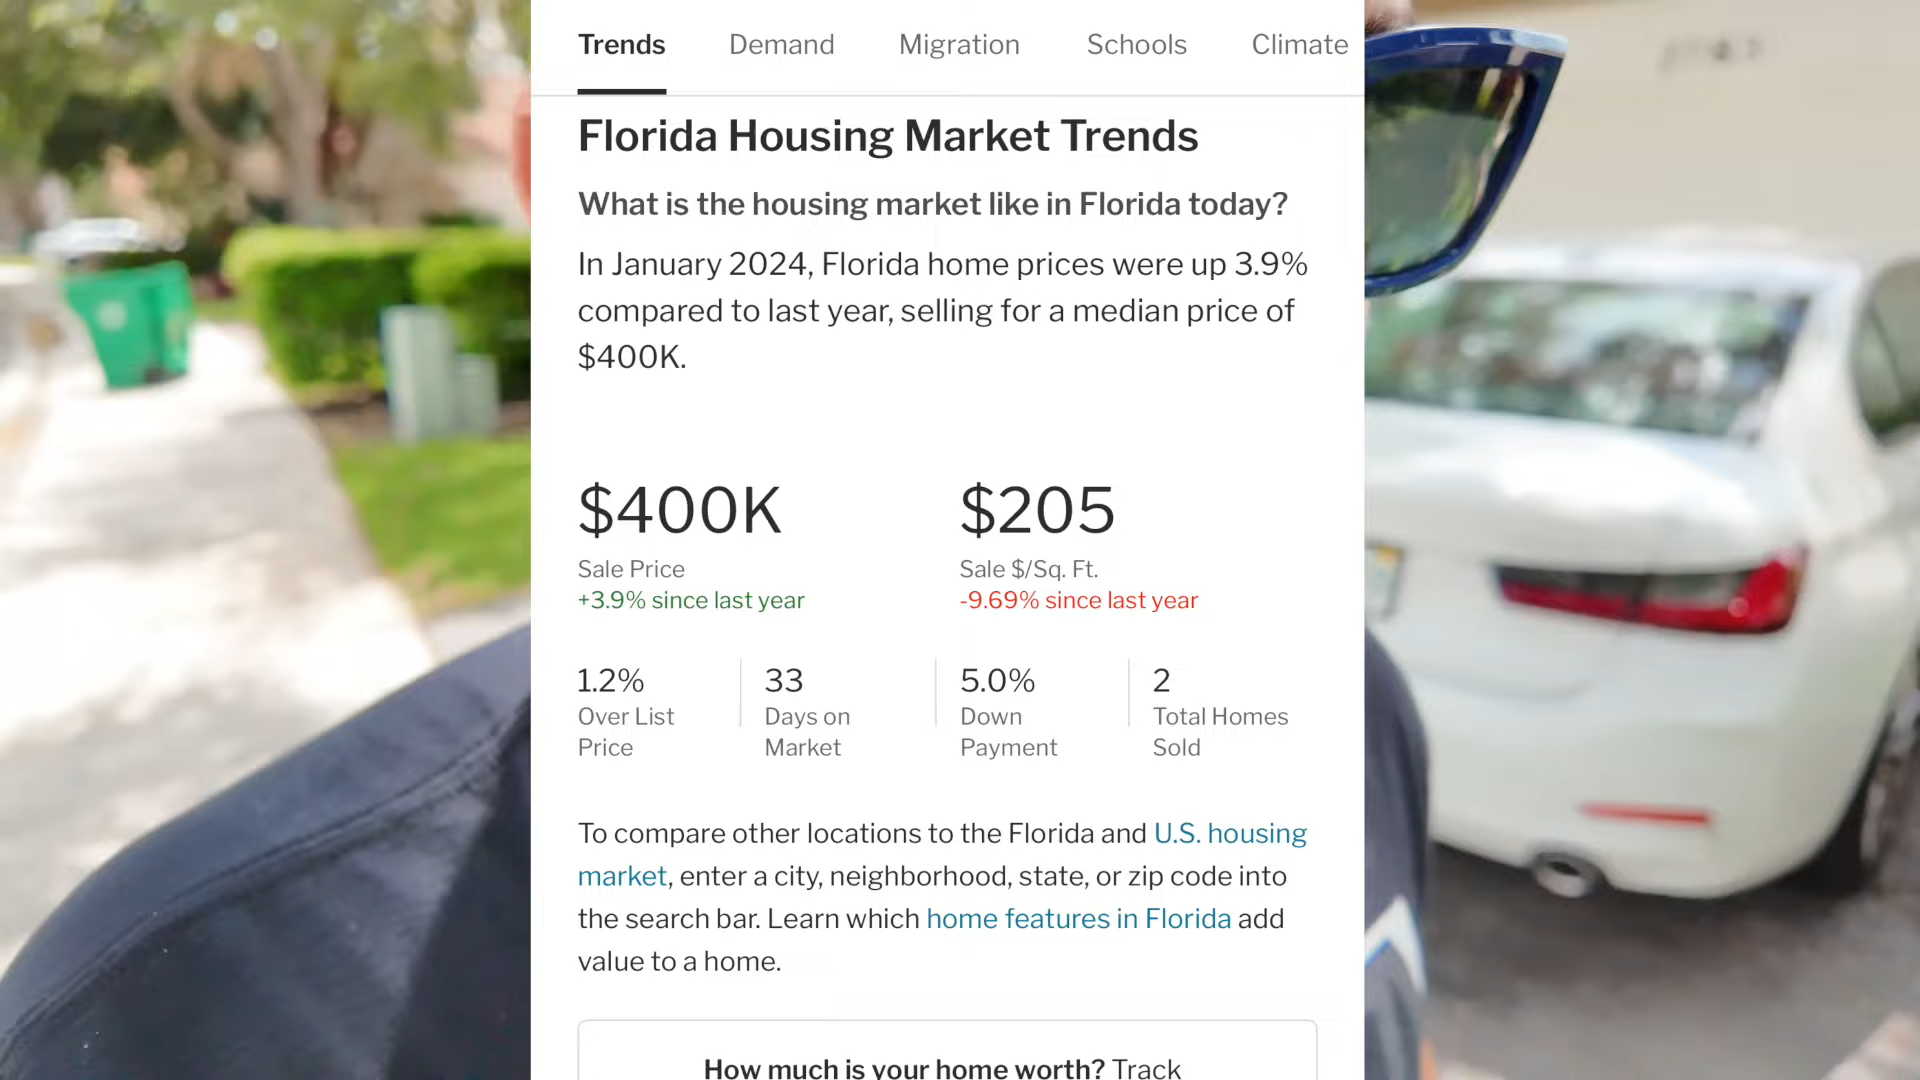 Trends Demand Migration Schools Climate
Florida Housing Market Trends
What is the housing market like in Florida today?
In January 2024, Florida home prices were up 3.9%
compared to last year, selling for a median price of
$400K.
$400K $205
Sale Price Sale $/Sq. Ft.
+3.9% since last year -9.69% since last year
1.2% 33 5.0% 2
Over List Days on Down Total Homes
Price Market Payment Sold
To compare other locations to the Florida and U.S. housing
market, enter a city, neighborhood, state, or zip code into
the search bar. Learn which home features in Florida add
value to a home.
How much is your home worth? Track